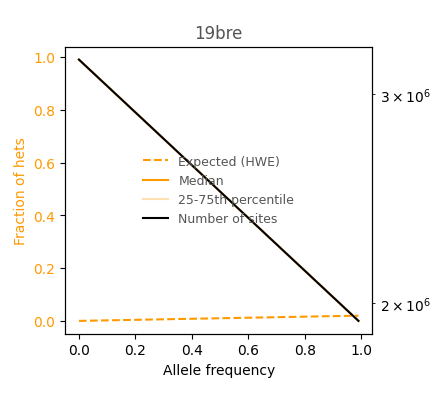 19bre
1.0
0.8
0.6
0.4
0.2
0.0
Fraction of hets
Expected (HWE)
Median
25-75th percentile
Number of sites
3 × 10⁶
2 × 10⁶
0.0 0.2 0.4 0.6 0.8 1.0
Allele frequency